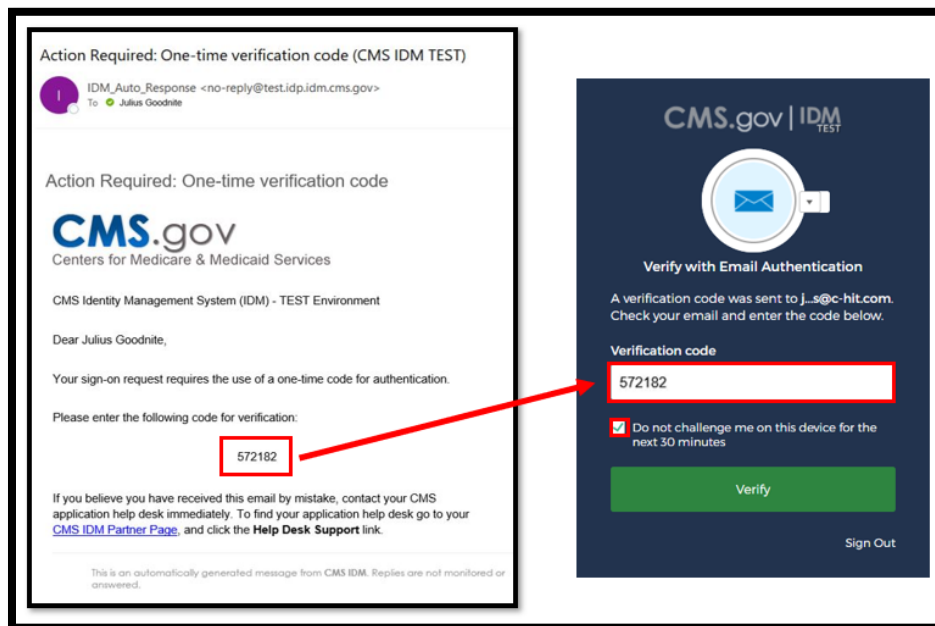 Action Required: One-time verification code (CMS IDM TEST)
I
IDM_Auto_Response <no-reply@test.idp.idm.cms.gov>
To Julius Goodnite
Action Required: One-time verification code
CMS.gov
Centers for Medicare & Medicaid Services
CMS Identity Management System (IDM) - TEST Environment
Dear Julius Goodnite,
Your sign-on request requires the use of a one-time code for authentication.
Please enter the following code for verification:
572182
If you believe you have received this email by mistake, contact your CMS
application help desk immediately. To find your application help desk go to your
CMS IDM Partner Page, and click the Help Desk Support link.
This is an automatically generated message from CMS IDM. Replies are not monitored or
answered.
CMS.gov | IDM
TEST
Verify with Email Authentication
A verification code was sent to j...s@c-hit.com.
Check your email and enter the code below.
Verification code
572182
Do not challenge me on this device for the
next 30 minutes
Verify
Sign Out